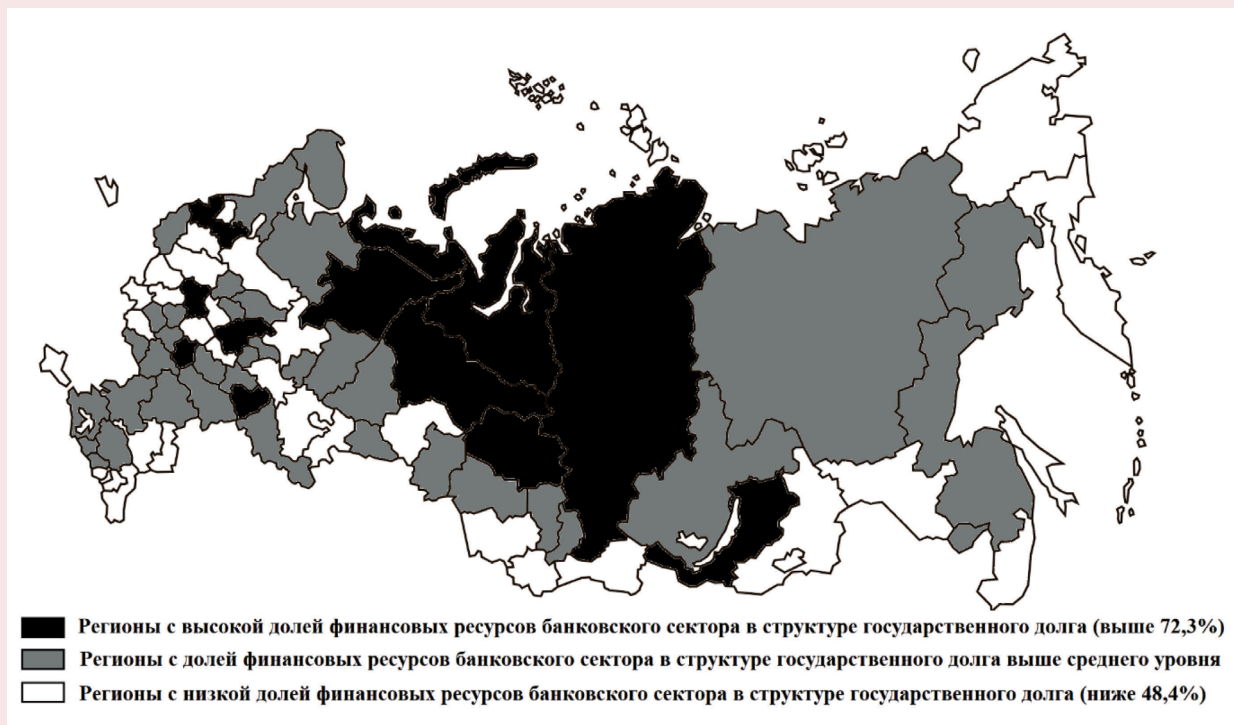 Регионы с высокой долей финансовых ресурсов банковского сектора в структуре государственного долга (выше 72,3%)
Регионы с долей финансовых ресурсов банковского сектора в структуре государственного долга выше среднего уровня
Регионы с низкой долей финансовых ресурсов банковского сектора в структуре государственного долга (ниже 48,4%)